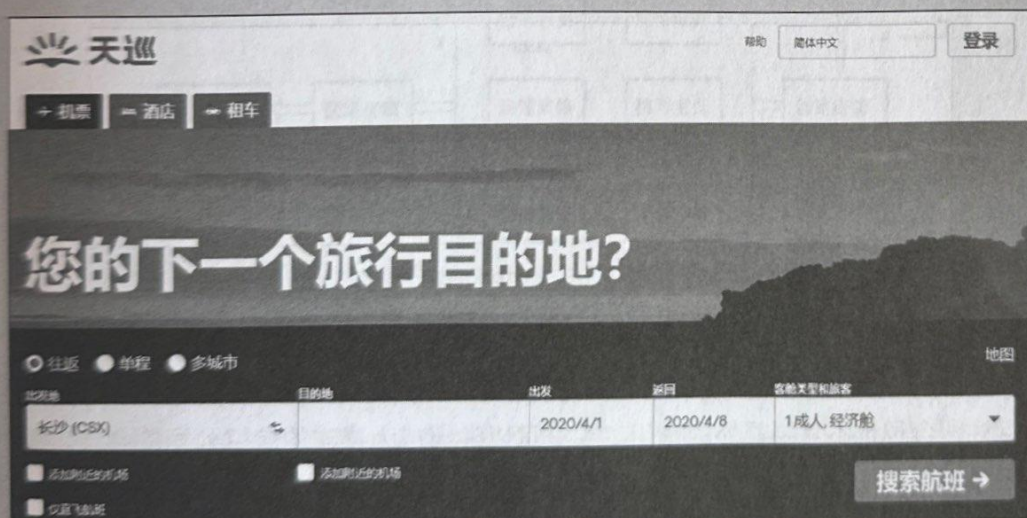 天巡
帮助 简体中文 登录
机票 酒店 租车
您的下一个旅行目的地?
往返 单程 多城市 地图
出发地 目的地 出发 返回 客舱类型和旅客
长沙 (CSX) 2020/4/1 2020/4/8 1成人,经济舱
添加附近的机场 添加附近的机场 搜索航班
仅直飞航班